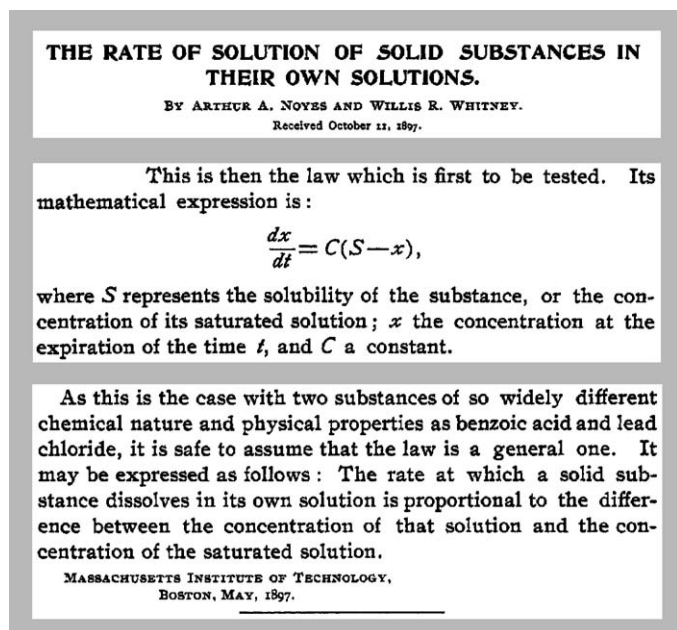 THE RATE OF SOLUTION OF SOLID SUBSTANCES IN
THEIR OWN SOLUTIONS.
BY ARTHUR A. NOYES AND WILLIS R. WHITNEY.
Received October 11, 1897.
This is then the law which is first to be tested. Its
mathematical expression is :
dx/dt = C(S—x),
where S represents the solubility of the substance, or the con-
centration of its saturated solution ; x the concentration at the
expiration of the time t, and C a constant.
As this is the case with two substances of so widely different
chemical nature and physical properties as benzoic acid and lead
chloride, it is safe to assume that the law is a general one. It
may be expressed as follows : The rate at which a solid sub-
stance dissolves in its own solution is proportional to the differ-
ence between the concentration of that solution and the con-
centration of the saturated solution.
MASSACHUSETTS INSTITUTE OF TECHNOLOGY,
BOSTON, MAY, 1897.